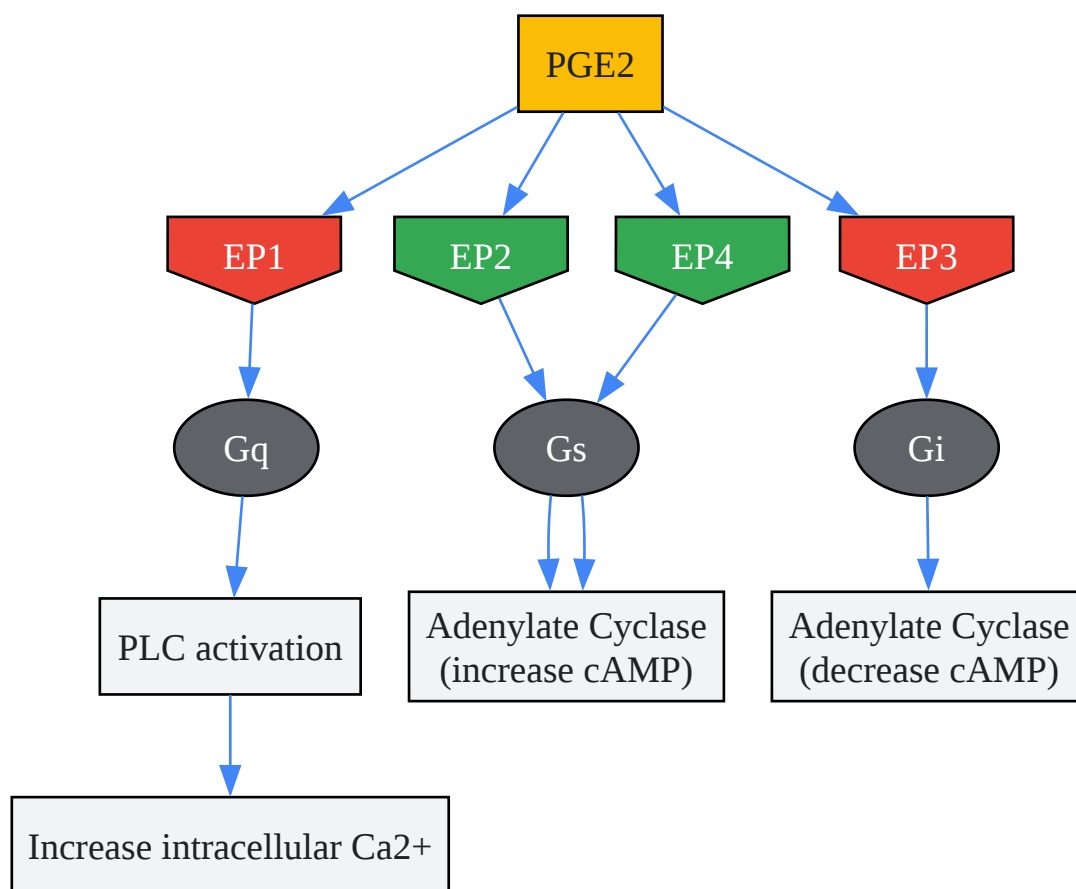 PGE2
EP1
EP2
EP4
EP3
Gq
Gs
Gi
PLC activation
Adenylate Cyclase
(increase cAMP)
Adenylate Cyclase
(decrease cAMP)
Increase intracellular Ca2+